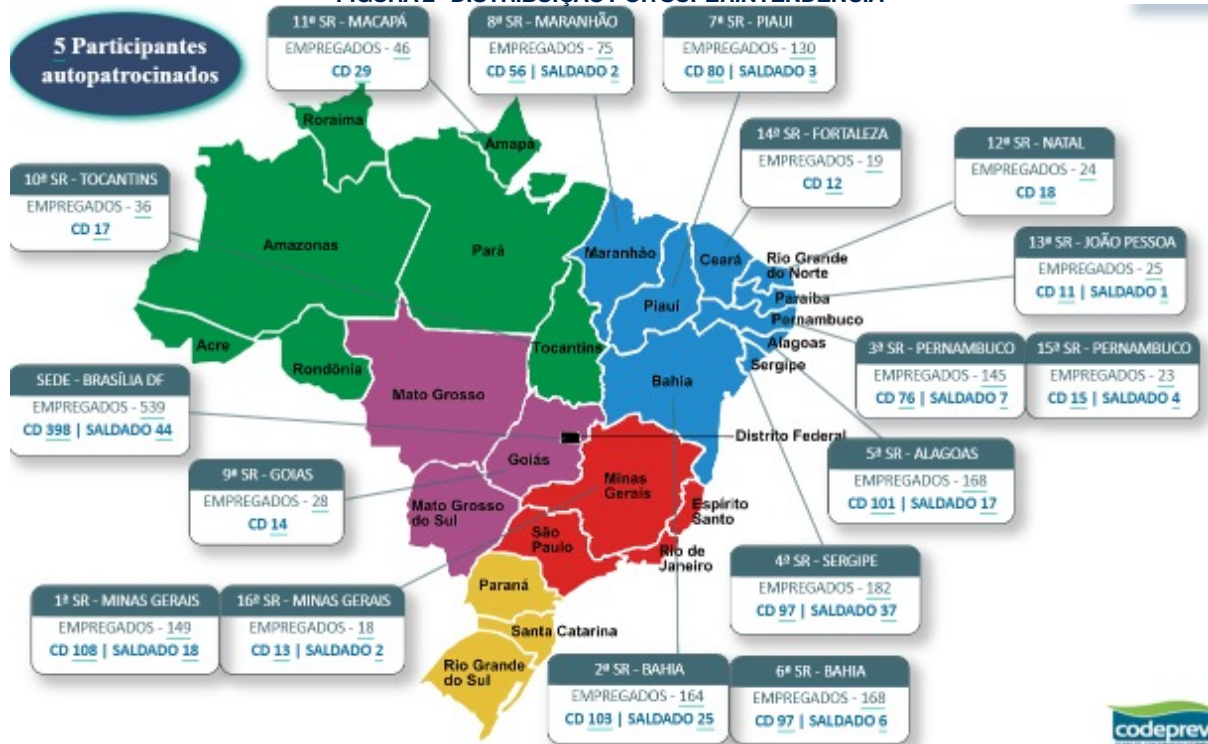 FIGURA 2 - DISTRIBUIÇÃO POR SUPERINTENDÊNCIA
5 Participantes
autopatrocinados
11ª SR - MACAPÁ
EMPREGADOS - 46
CD 29
8ª SR - MARANHÃO
EMPREGADOS - 75
CD 56 | SALDADO 2
7ª SR - PIAUI
EMPREGADOS - 130
CD 80 | SALDADO 3
14ª SR - FORTALEZA
EMPREGADOS - 19
CD 12
12ª SR - NATAL
EMPREGADOS - 24
CD 18
10ª SR - TOCANTINS
EMPREGADOS - 36
CD 17
13ª SR - JOÃO PESSOA
EMPREGADOS - 25
CD 11 | SALDADO 1
Roraima
Amapá
Amazonas
Pará
Maranhão
Ceará
Rio Grande
do Norte
Piauí
Paraiba
Pernambuco
Acre
Rondônia
Tocantins
Alagoas
Sergipe
Bahia
Mato Grosso
3ª SR - PERNAMBUCO
EMPREGADOS - 145
CD 76 | SALDADO 7
15ª SR - PERNAMBUCO
EMPREGADOS - 23
CD 15 | SALDADO 4
SEDE - BRASÍLIA DF
EMPREGADOS - 539
CD 398 | SALDADO 44
Distrito Federal
Goiás
Minas
Gerais
5ª SR - ALAGOAS
EMPREGADOS - 168
CD 101 | SALDADO 17
9ª SR - GOIAS
EMPREGADOS - 28
CD 14
Mato Grosso
do Sul
Espírito
Santo
São
Paulo
Rio de
Janeiro
4ª SR - SERGIPE
EMPREGADOS - 182
CD 97 | SALDADO 37
Paraná
1ª SR - MINAS GERAIS
EMPREGADOS - 149
CD 108 | SALDADO 18
16ª SR - MINAS GERAIS
EMPREGADOS - 18
CD 13 | SALDADO 2
Santa Catarina
Rio Grande
do Sul
2ª SR - BAHIA
EMPREGADOS - 164
CD 103 | SALDADO 25
6ª SR - BAHIA
EMPREGADOS - 168
CD 97 | SALDADO 6
codeprev